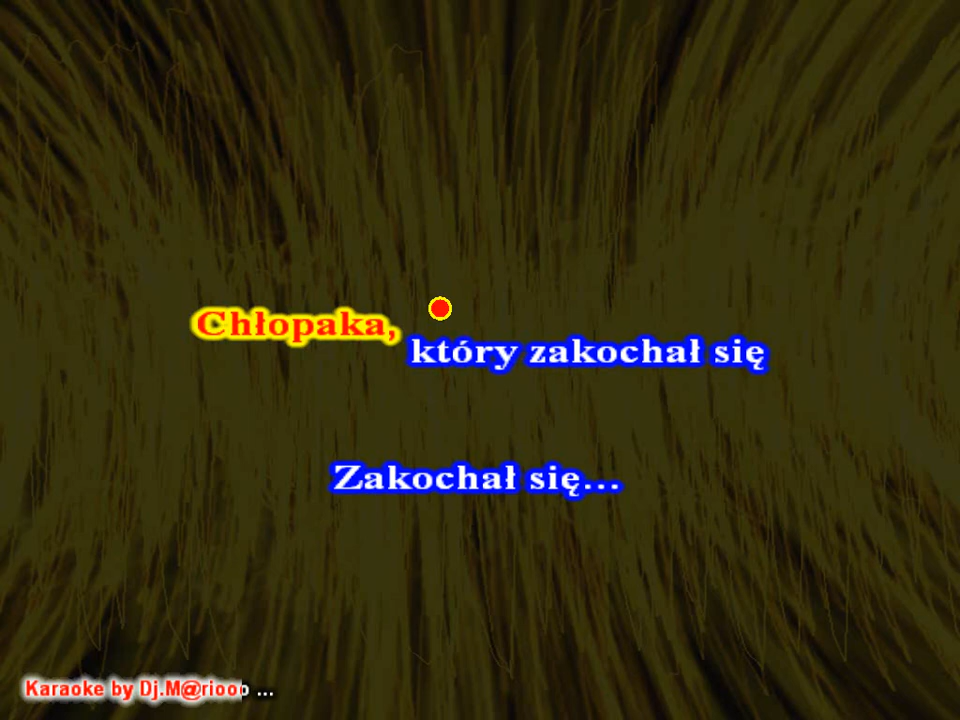 Chłopaka, który zakochał się
Zakochał się...
Karaoke by Dj.M@riooo ...